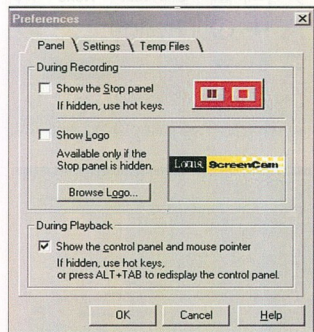 Preferences
Panel
Settings
Temp Files
During Recording
Show the Stop panel
If hidden, use hot keys.
Show Logo
Available only if the
Stop panel is hidden.
Lotus ScreenCam
Browse Logo...
During Playback
Show the control panel and mouse pointer
If hidden, use hot keys,
or press ALT+TAB to redisplay the control panel.
OK
Cancel
Help